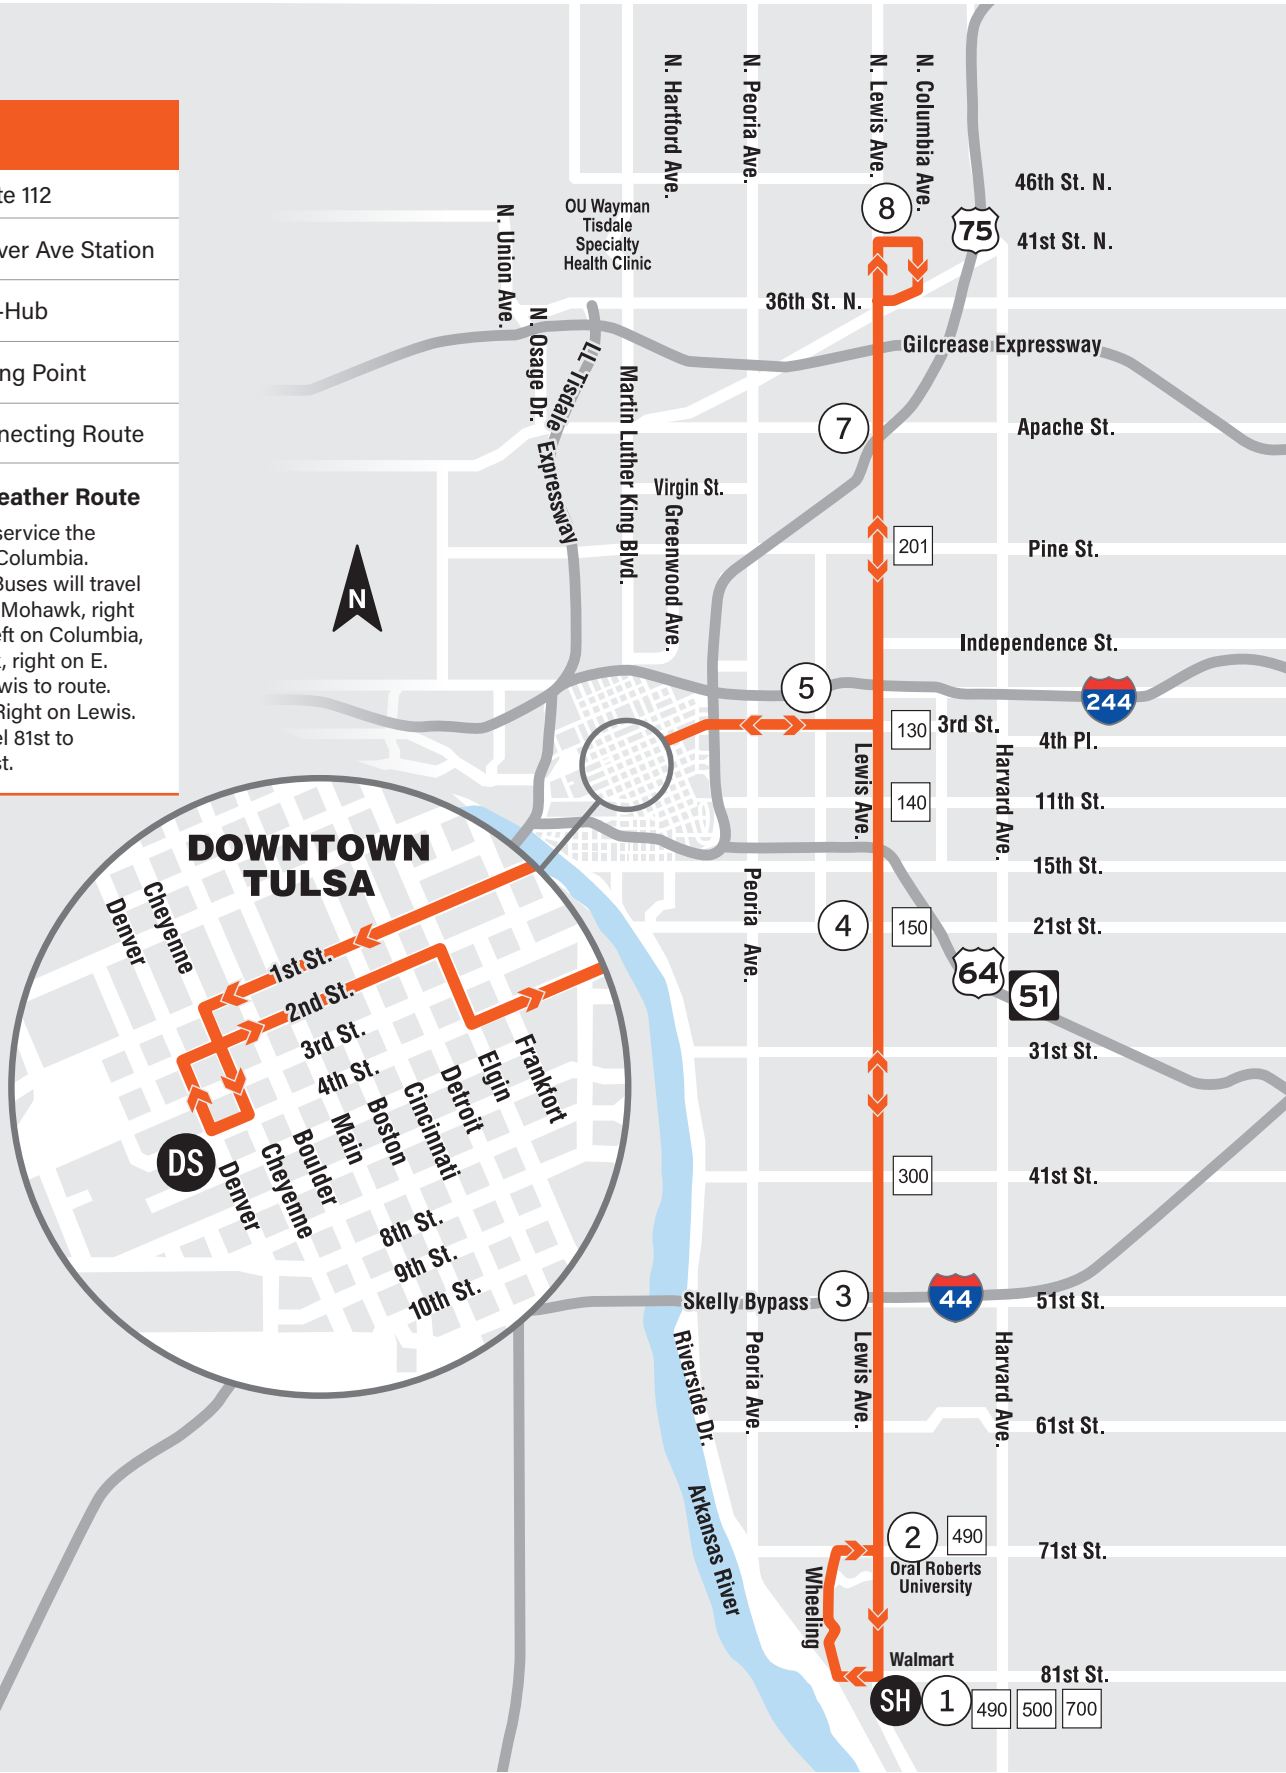 te 112
ver Ave Station
-Hub
ng Point
necting Route
eather Route
service the
Columbia.
Buses will travel
Mohawk, right
eft on Columbia,
, right on E.
wis to route.
Right on Lewis.
el 81st to
st.
N. Hartford Ave.
N. Peoria Ave.
N. Lewis Ave.
N. Columbia Ave.
46th St. N.
OU Wayman
Tisdale
Specialty
Health Clinic
8
75
41st St. N.
N. Union Ave.
36th St. N.
N. Osage Dr.
LL Tisdale Expressway
Gilcrease Expressway
Martin Luther King Blvd.
7
Apache St.
Virgin St.
Greenwood Ave.
201
Pine St.
N
Independence St.
5
244
130
3rd St.
4th Pl.
Lewis Ave.
Harvard Ave.
140
11th St.
15th St.
Peoria Ave.
4
150
21st St.
64
51
31st St.
300
41st St.
Skelly Bypass
3
44
51st St.
Riverside Dr.
Peoria Ave.
Lewis Ave.
Harvard Ave.
61st St.
Arkansas River
2
490
71st St.
Oral Roberts
University
Wheeling
Walmart
81st St.
SH
1
490
500
700
DOWNTOWN
TULSA
Denver
Cheyenne
1st St.
2nd St.
3rd St.
4th St.
DS
Denver
Cheyenne
Boulder
Main
Boston
Cincinnati
Detroit
Elgin
Frankfort
8th St.
9th St.
10th St.